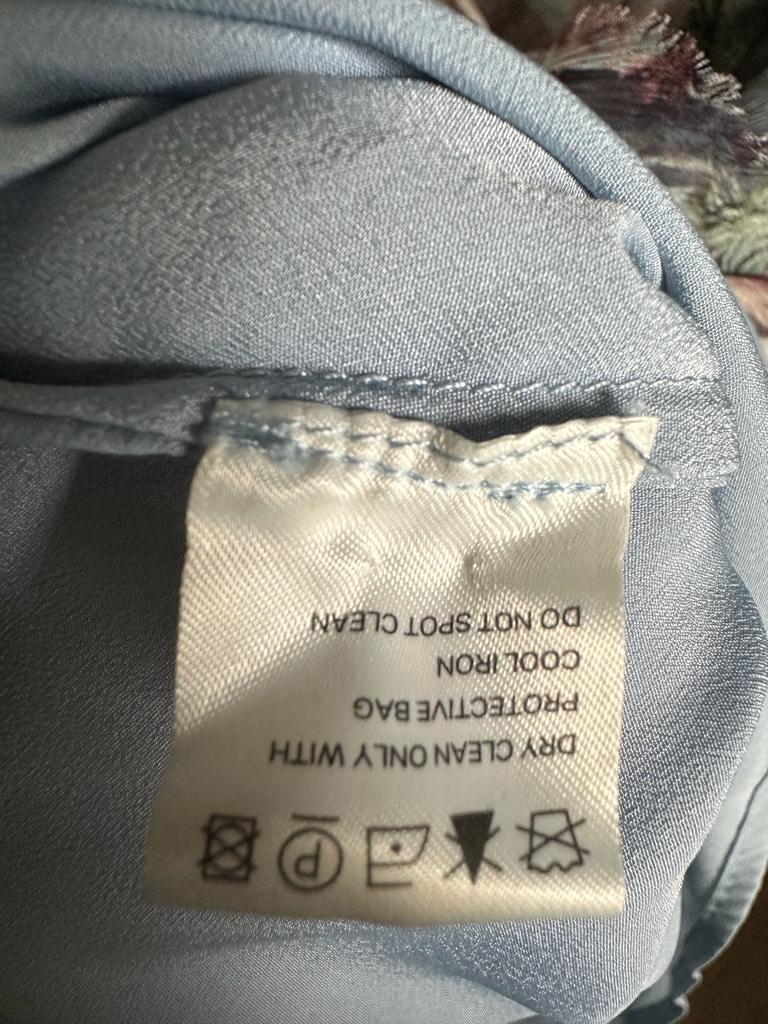 DRY CLEAN ONLY WITH
PROTECTIVE BAG
COOL IRON
DO NOT SPOT CLEAN
P